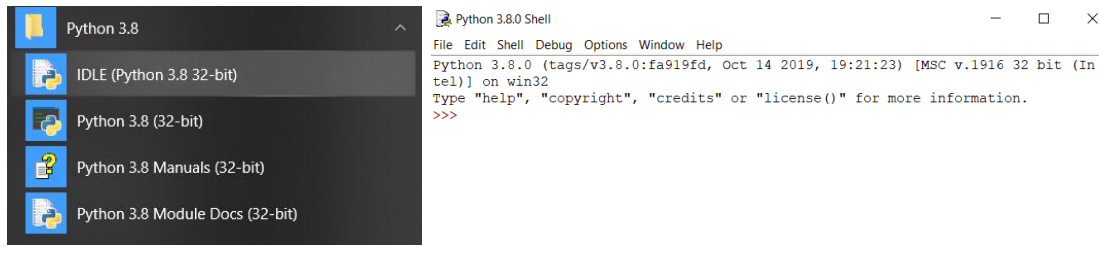 Python 3.8
IDLE (Python 3.8 32-bit)
Python 3.8 (32-bit)
Python 3.8 Manuals (32-bit)
Python 3.8 Module Docs (32-bit)
Python 3.8.0 Shell
File Edit Shell Debug Options Window Help
Python 3.8.0 (tags/v3.8.0:fa919fd, Oct 14 2019, 19:21:23) [MSC v.1916 32 bit (In
tel)] on win32
Type "help", "copyright", "credits" or "license()" for more information.
>>>